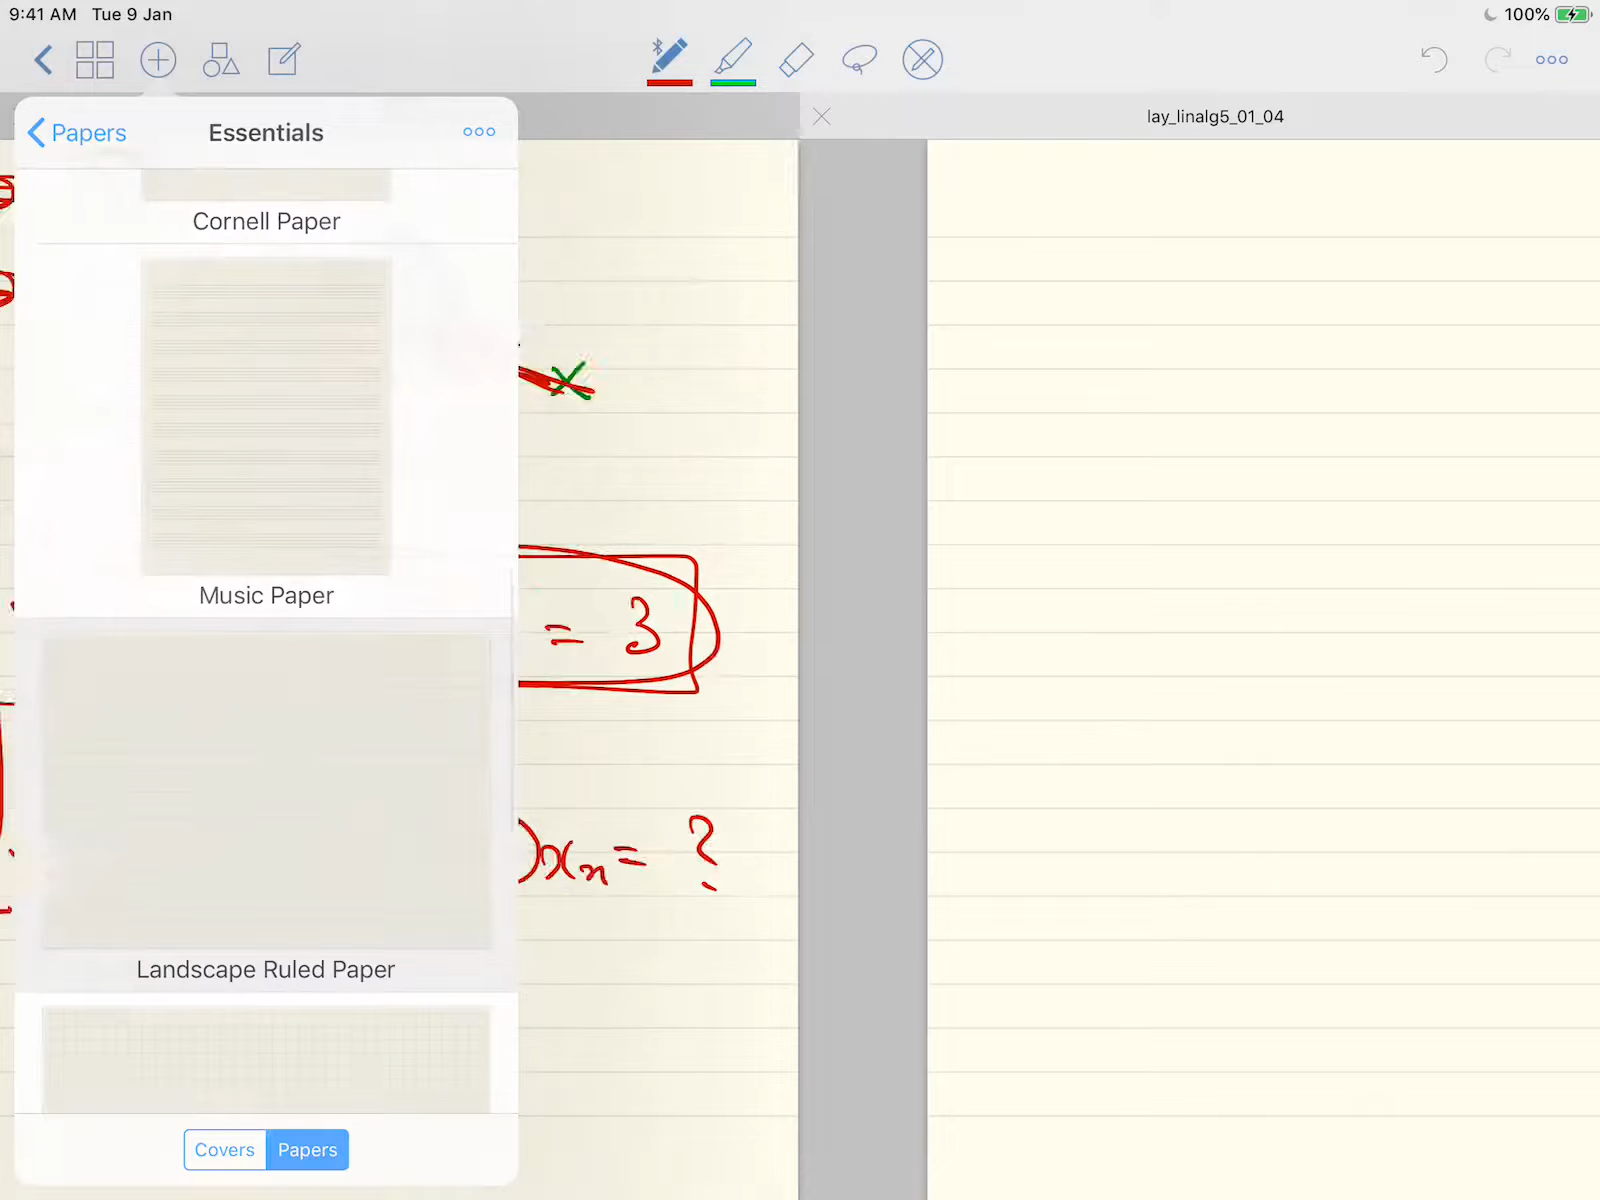 9:41 AM Tue 9 Jan
100%
lay_linalg5_01_04
Papers
Essentials
Cornell Paper
Music Paper
= 3
)xₙ = ?
Landscape Ruled Paper
Covers
Papers